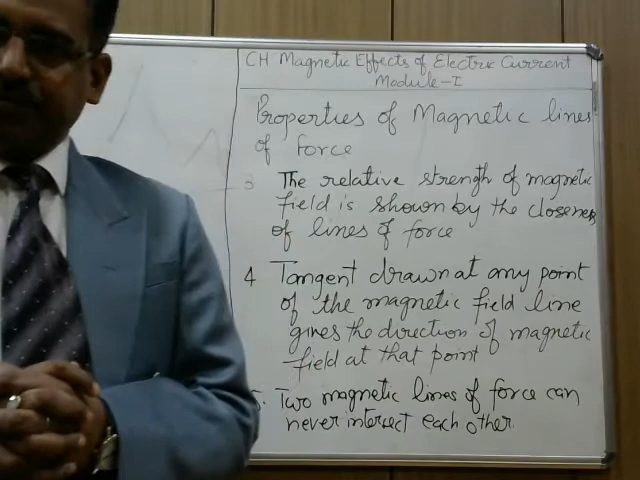 CH Magnetic Effects of Electric Current
Module-I
Properties of Magnetic lines
of force
3 The relative strength of magnetic
field is shown by the closeness
of lines of force
4 Tangent drawn at any point
of the magnetic field line
gives the direction of magnetic
field at that point
5. Two magnetic lines of force can
never intersect each other.